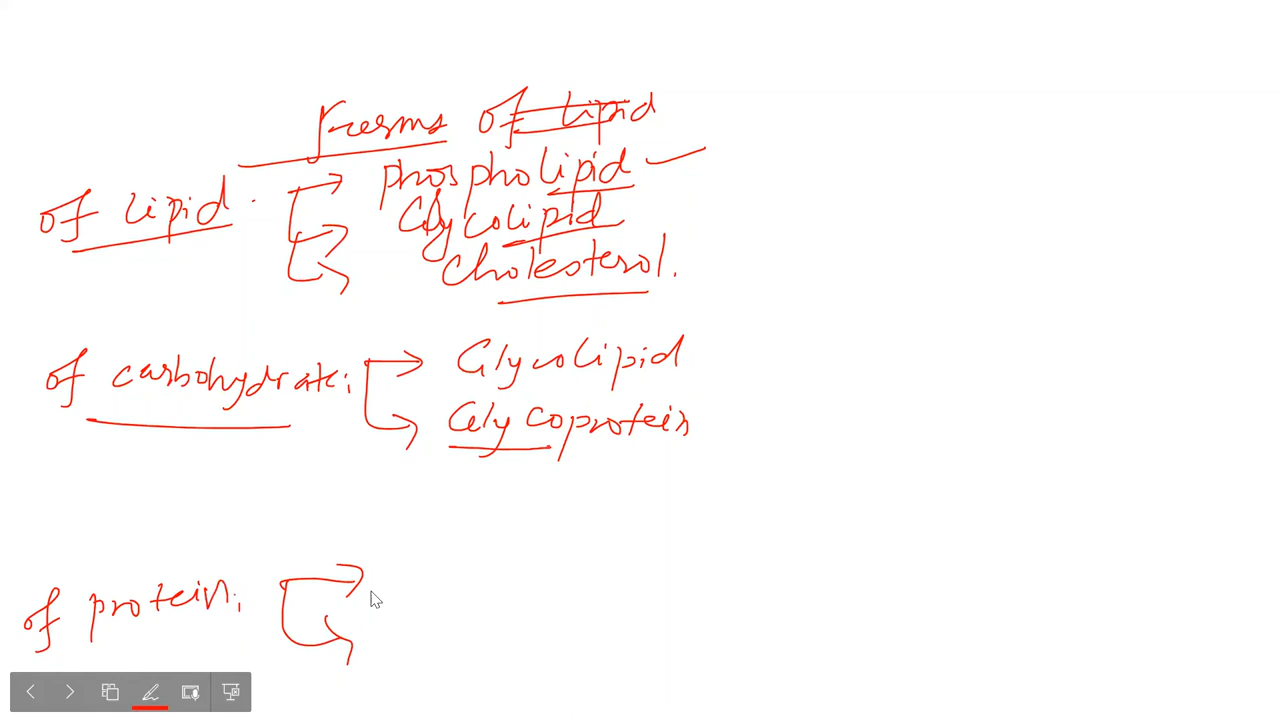 Forms of Lipid
of Lipid. phospholipid
Glycolipid
cholesterol.
of carbohydrate: Glycolipid
Glycoprotein
of protein: